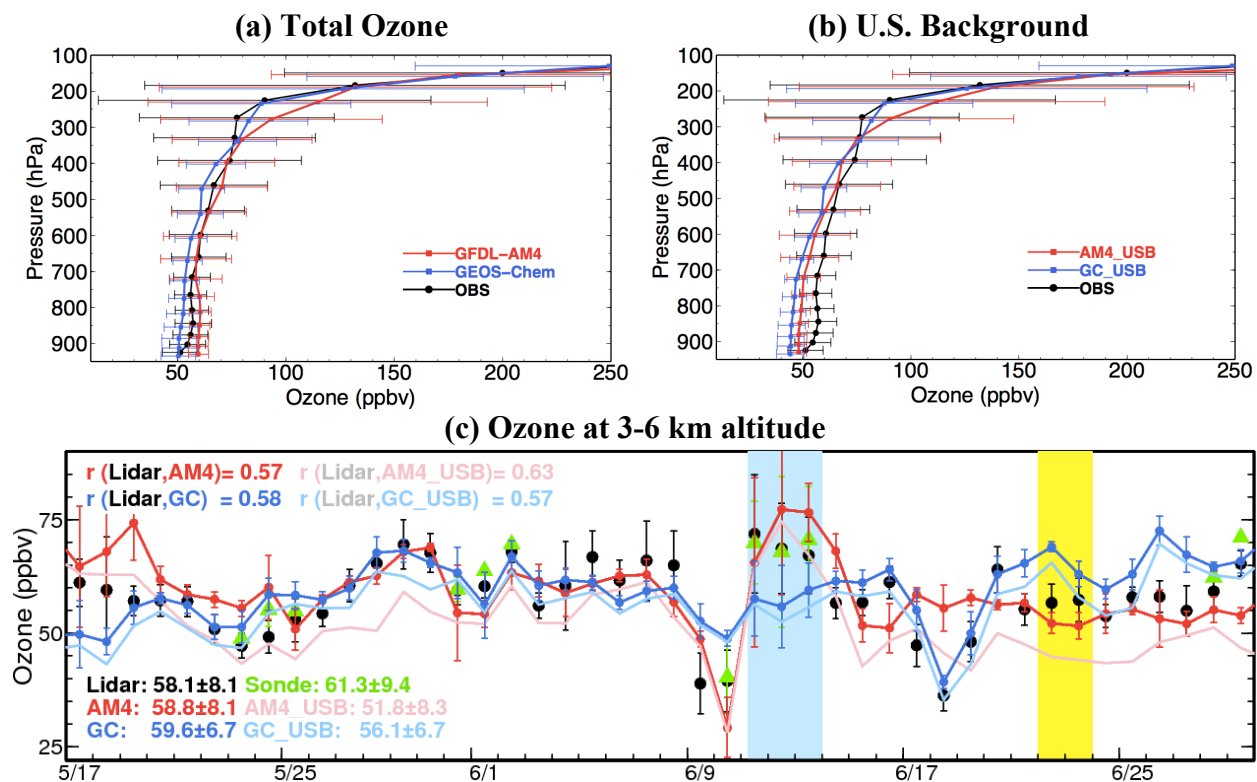 (a) Total Ozone
(b) U.S. Background
100
200
300
400
500
600
700
800
900
Pressure (hPa)
GFDL-AM4
GEOS-Chem
OBS
50 100 150 200 250
Ozone (ppbv)
100
200
300
400
500
600
700
800
900
Pressure (hPa)
AM4_USB
GC_USB
OBS
50 100 150 200 250
Ozone (ppbv)
(c) Ozone at 3-6 km altitude
r (Lidar,AM4)= 0.57 r (Lidar,AM4_USB)= 0.63
r (Lidar,GC) = 0.58 r (Lidar,GC_USB) = 0.57
75
50
25
Ozone (ppbv)
Lidar: 58.1±8.1 Sonde: 61.3±9.4
AM4: 58.8±8.1 AM4_USB: 51.8±8.3
GC: 59.6±6.7 GC_USB: 56.1±6.7
5/17 5/25 6/1 6/9 6/17 6/25